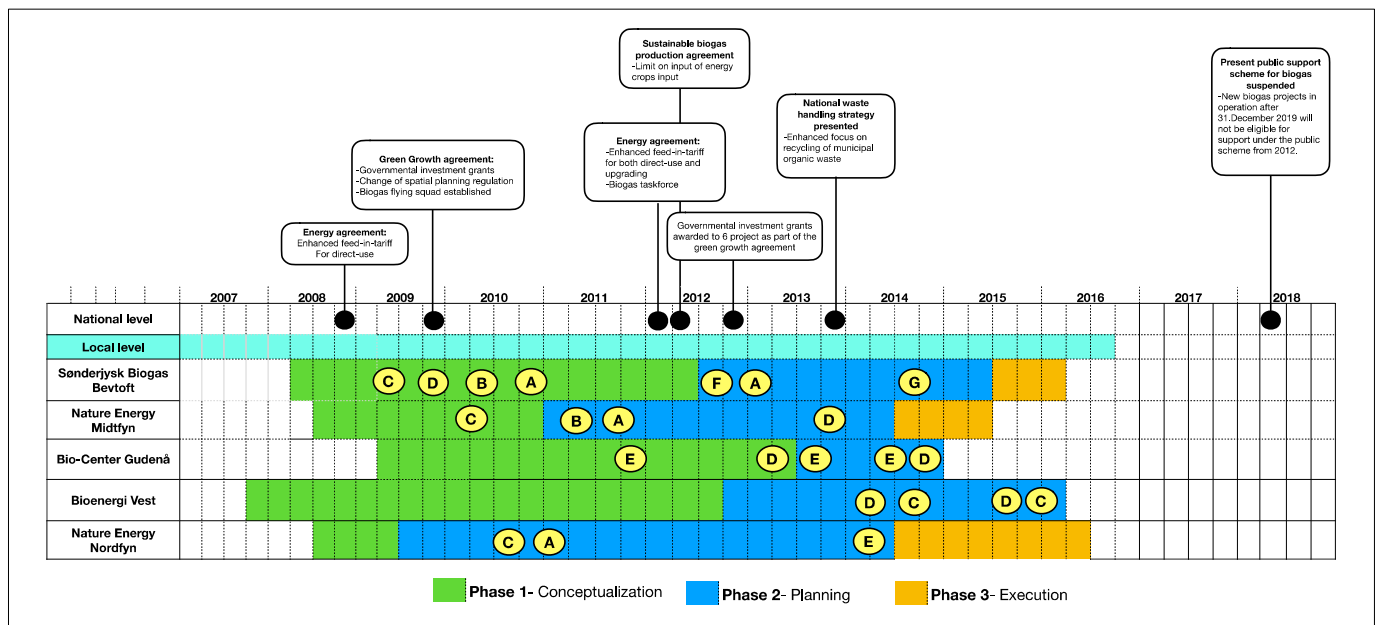 Sustainable biogas
production agreement
-Limit on input of energy
crops input
Present public support
scheme for biogas
suspended
-New biogas projects in
operation after
31.December 2019 will
not be eligible for
support under the public
scheme from 2012.
National waste
handling strategy
presented
-Enhanced focus on
recycling of municipal
organic waste
Green Growth agreement:
-Governmental investment grants
-Change of spatial planning regulation
-Biogas flying squad established
Energy agreement:
-Enhanced feed-in-tariff
for both direct-use and
upgrading
-Biogas taskforce
Energy agreement:
Enhanced feed-in-tariff
For direct-use
Governmental investment grants
awarded to 6 project as part of the
green growth agreement
2007 2008 2009 2010 2011 2012 2013 2014 2015 2016 2017 2018
National level
Local level
Sønderjysk Biogas
Bevtoft
C D B A F A G
Nature Energy
Midtfyn
C B A D
Bio-Center Gudenå
E D E E D
Bioenergi Vest
D C D C
Nature Energy
Nordfyn
C A E
Phase 1- Conceptualization
Phase 2- Planning
Phase 3- Execution